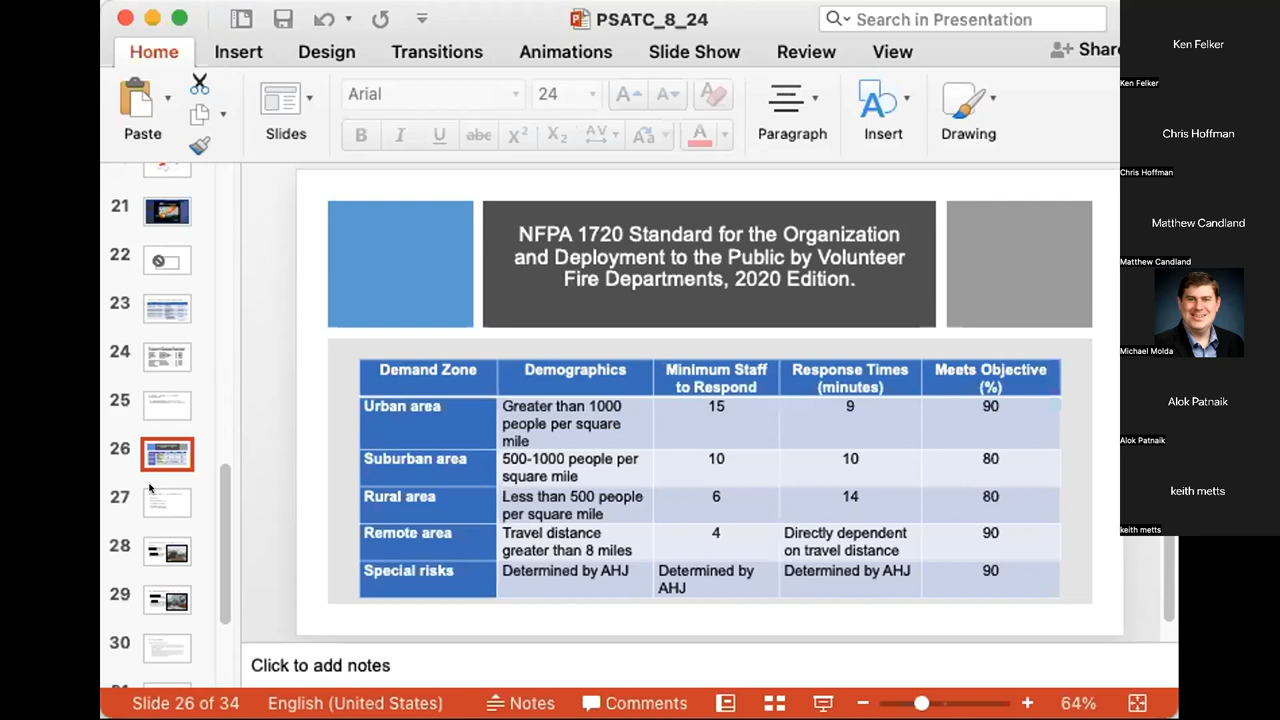 PSATC_8_24
Search in Presentation
Home Insert Design Transitions Animations Slide Show Review View Shar
Arial 24
Paste Slides Paragraph Insert Drawing
NFPA 1720 Standard for the Organization
and Deployment to the Public by Volunteer
Fire Departments, 2020 Edition.
Demand Zone Demographics Minimum Staff to Respond Response Times (minutes) Meets Objective (%)
Urban area Greater than 1000 people per square mile 15 9 90
Suburban area 500-1000 people per square mile 10 10 80
Rural area Less than 500 people per square mile 6 14 80
Remote area Travel distance greater than 8 miles 4 Directly dependent on travel distance 90
Special risks Determined by AHJ Determined by AHJ Determined by AHJ 90
21
22
23
24
25
26
27
28
29
30
Click to add notes
Slide 26 of 34 English (United States) Notes Comments 64%
Ken Felker
Ken Felker
Chris Hoffman
Chris Hoffman
Matthew Candland
Matthew Candland
Michael Molda
Alok Patnaik
Alok Patnaik
keith metts
keith metts